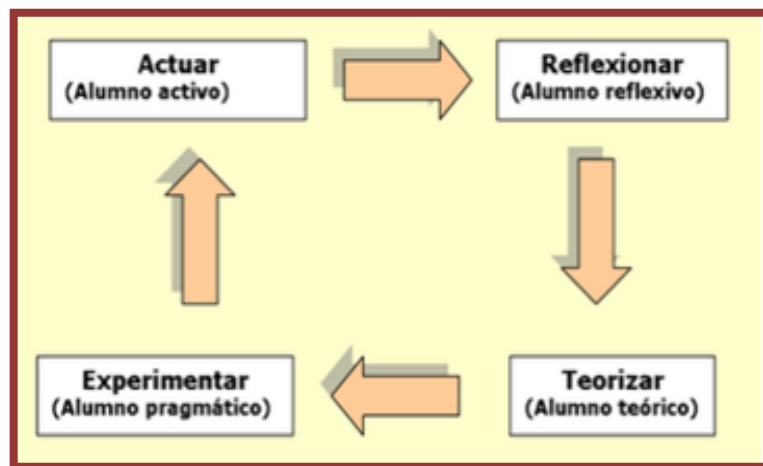 Actuar
(Alumno activo)
Reflexionar
(Alumno reflexivo)
Experimentar
(Alumno pragmático)
Teorizar
(Alumno teórico)